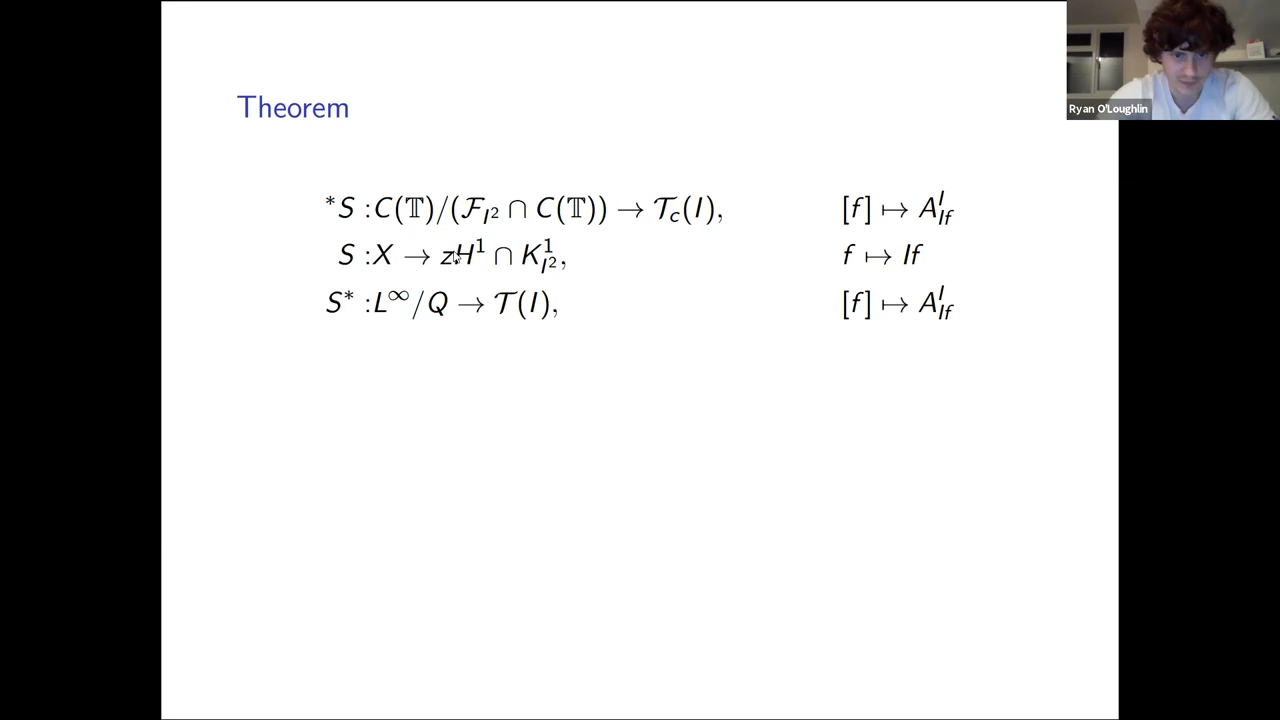 Theorem
*S : C(𝕋)/(ℱ_{I²} ∩ C(𝕋)) → 𝒯_c(I), [f] ↦ A^I_{If}
S : X → zH¹ ∩ K¹_{I²}, f ↦ If
S* : L^∞/Q → 𝒯(I), [f] ↦ A^I_{If}
Ryan O'Loughlin